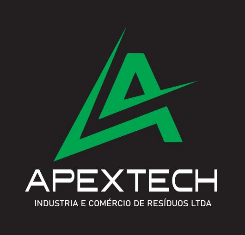 APEXTECH
INDUSTRIA E COMÉRCIO DE RESÍDUOS LTDA